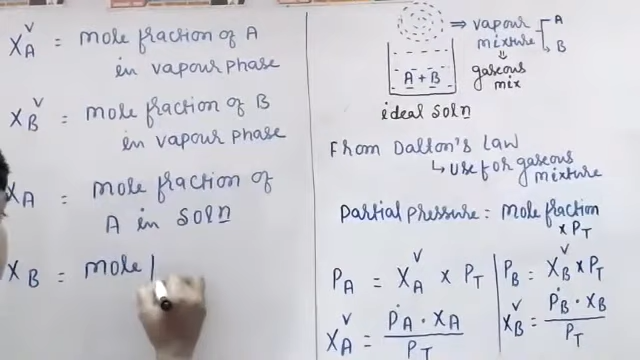 X_A^V = mole fraction of A
in vapour phase
X_B^V = mole fraction of B
in vapour phase
X_A = mole fraction of
A in soln
X_B = mole
⇒ vapour
mixture
A
B
⇓
gaseous
mix
A + B
ideal soln
From Dalton's Law
↳ use for gaseous
mixture
Partial pressure = mole fraction
x P_T
P_A = X_A^V x P_T
X_A^V = P°_A · X_A / P_T
P_B = X_B^V x P_T
X_B^V = P°_B · X_B / P_T